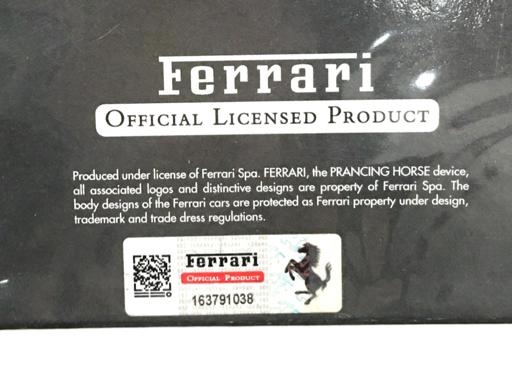 Ferrari
OFFICIAL LICENSED PRODUCT
Produced under license of Ferrari Spa. FERRARI, the PRANCING HORSE device,
all associated logos and distinctive designs are property of Ferrari Spa. The
body designs of the Ferrari cars are protected as Ferrari property under design,
trademark and trade dress regulations.
Ferrari
OFFICIAL PRODUCT
163791038